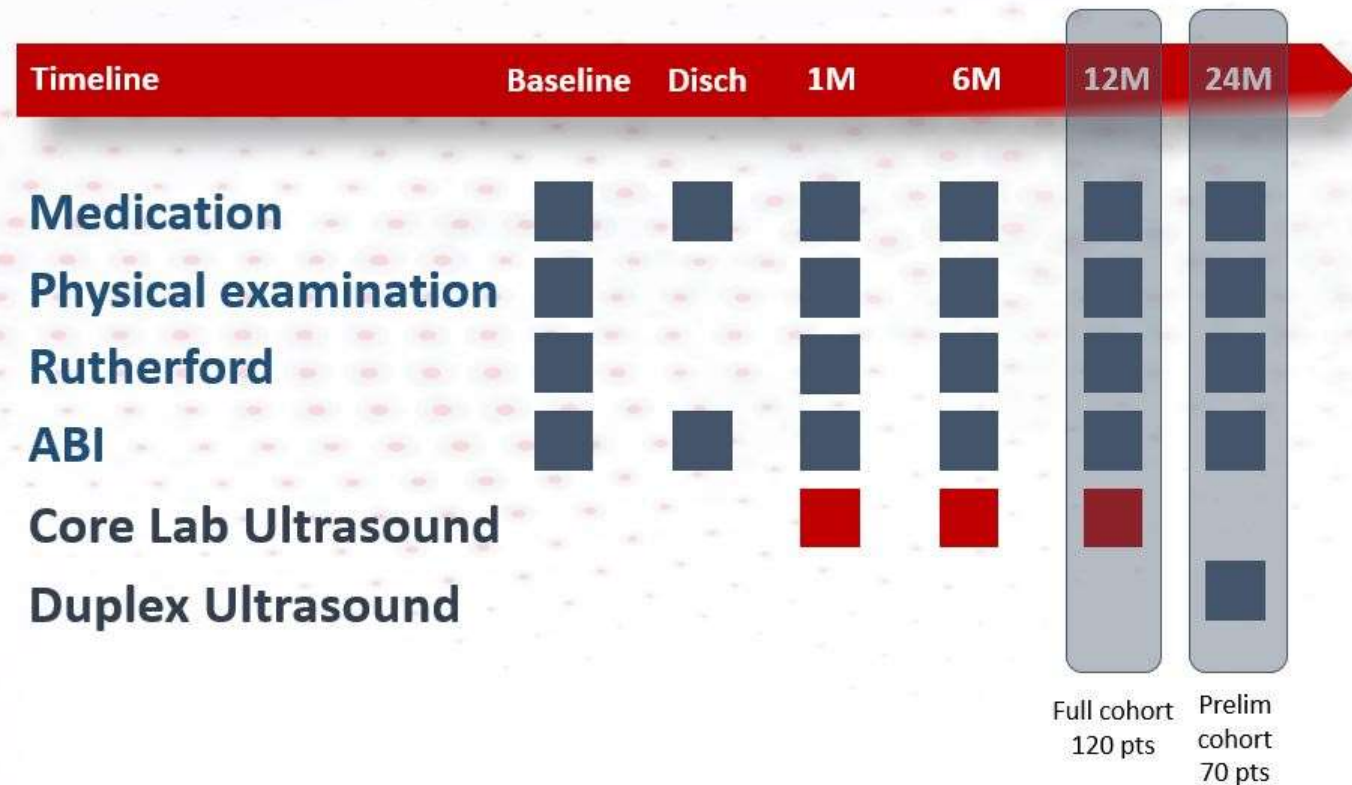 Timeline Baseline Disch 1M 6M 12M 24M
Medication
Physical examination
Rutherford
ABI
Core Lab Ultrasound
Duplex Ultrasound
Full cohort
120 pts
Prelim
cohort
70 pts